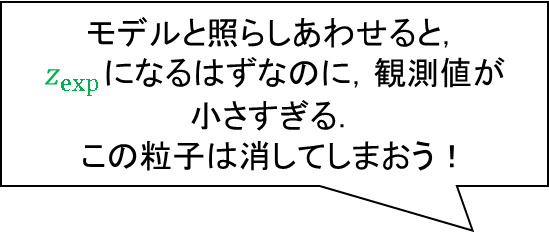 モデルと照らしあわせると，
z_exp になるはずなのに，観測値が
小さすぎる．
この粒子は消してしまおう！